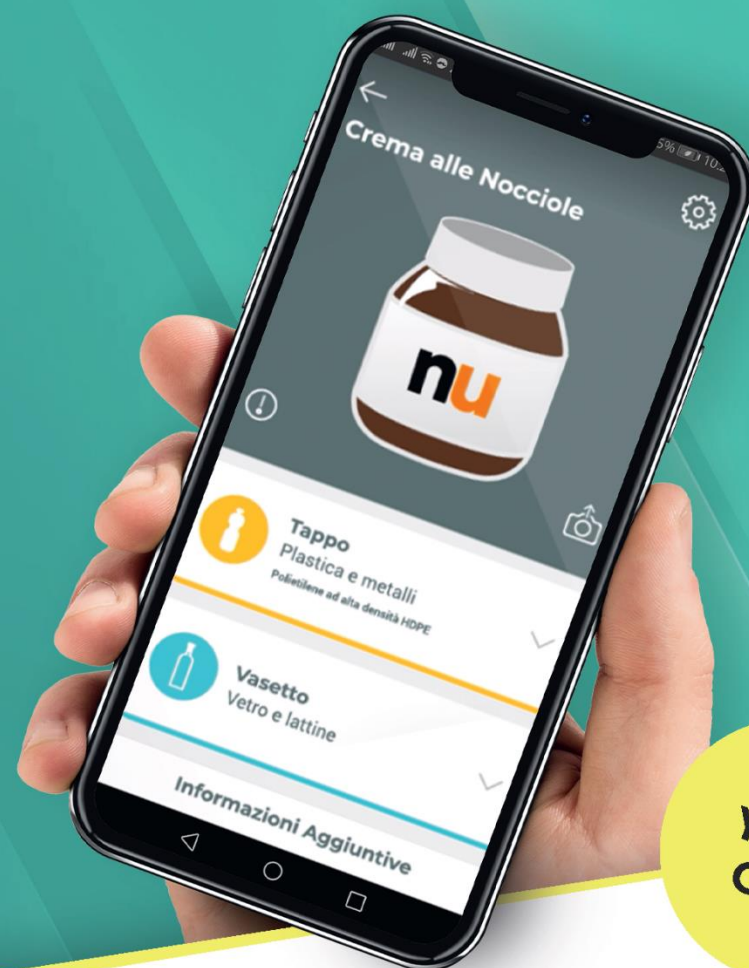 Crema alle Nocciole
nu
Tappo
Plastica e metalli
Polietilene ad alta densità HDPE
Vasetto
Vetro e lattine
Informazioni Aggiuntive